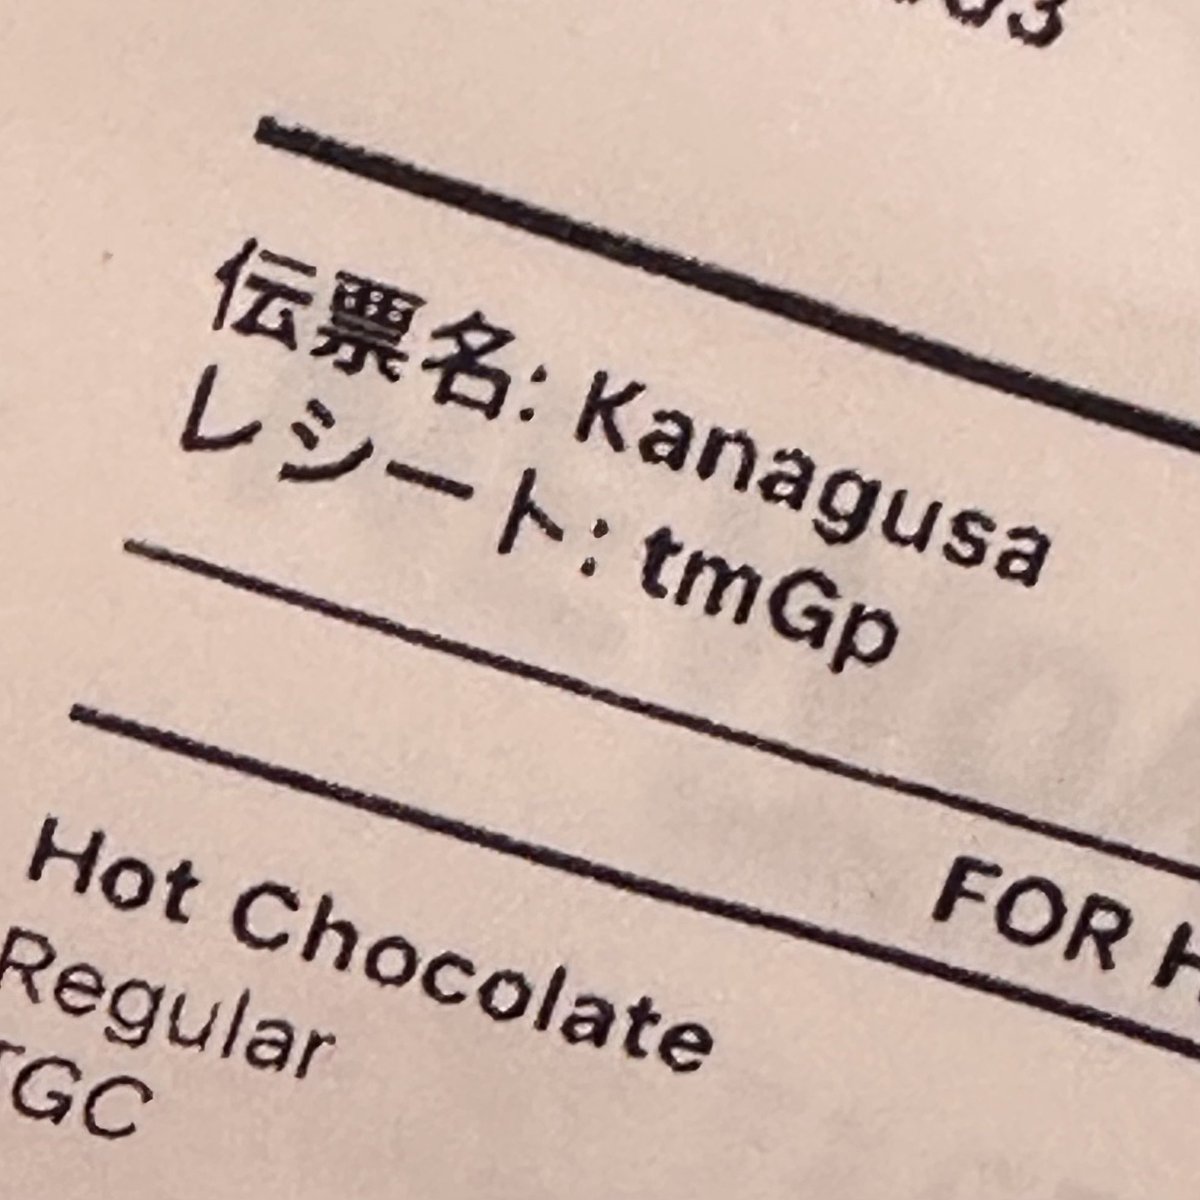 伝票名: Kanagusa
レシート: tmGp
FOR
Hot Chocolate
Regular
TGC